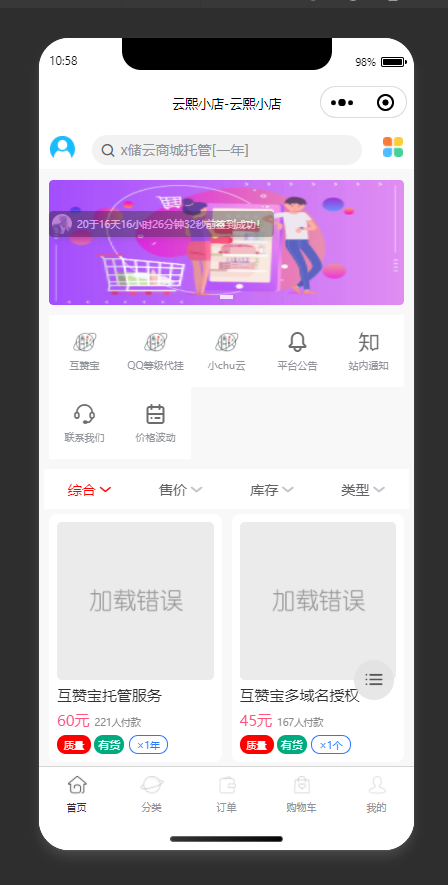 10:58
98%
云熙小店-云熙小店
x储云商城托管[一年]
20于16天16小时26分钟32秒前签到成功!
互赞宝 QQ等级代挂 小chu云 平台公告 站内通知
联系我们 价格波动
综合 售价 库存 类型
加载错误 加载错误
互赞宝托管服务 互赞宝多域名授权
60元 221人付款 45元 167人付款
质量 有货 ×1年 质量 有货 ×1个
首页 分类 订单 购物车 我的